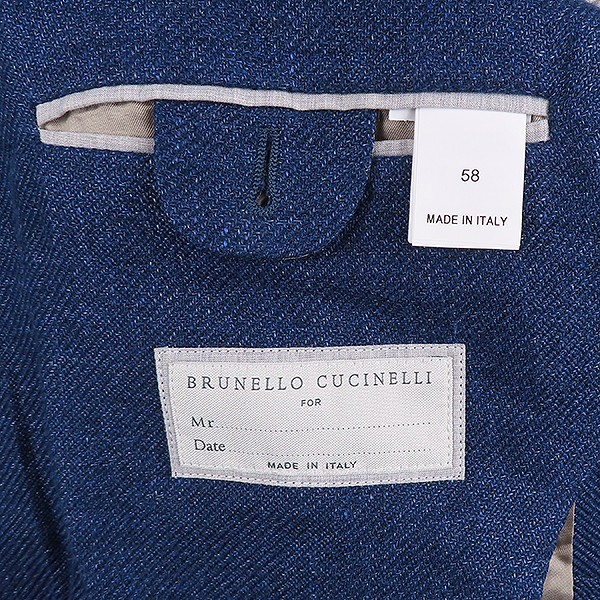 58
MADE IN ITALY
BRUNELLO CUCINELLI
FOR
Mr..............................
Date..............................
MADE IN ITALY